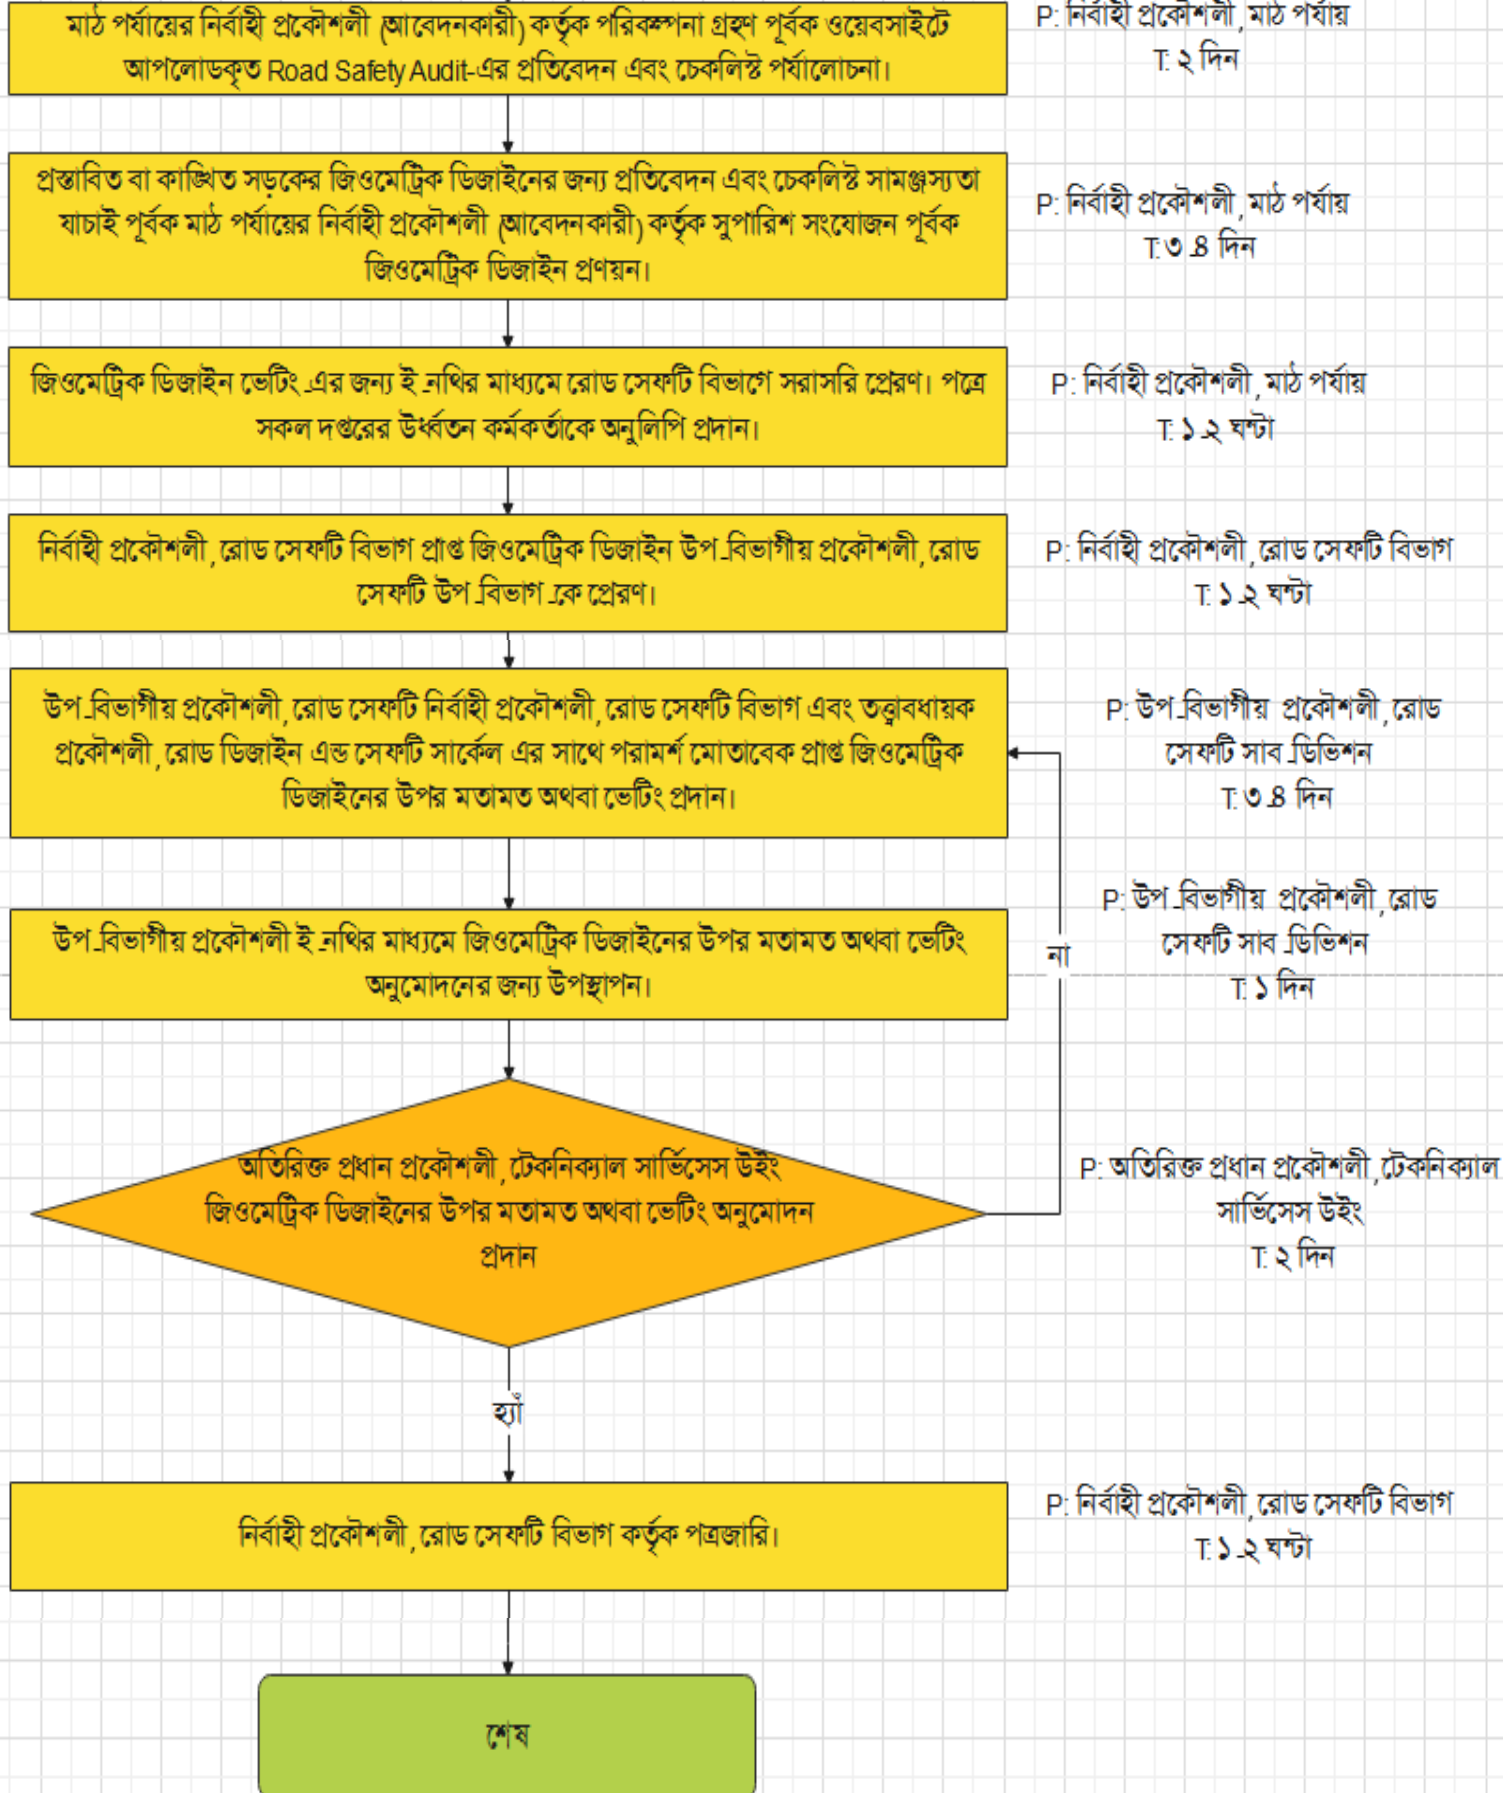 মাঠ পর্যায়ের নির্বাহী প্রকৌশলী (আবেদনকারী) কর্তৃক পরিকল্পনা গ্রহণ পূর্বক ওয়েবসাইটে
আপলোডকৃত Road Safety Audit-এর প্রতিবেদন এবং চেকলিস্ট পর্যালোচনা।
P: নির্বাহী প্রকৌশলী, মাঠ পর্যায়
T: ২ দিন
প্রস্তাবিত বা কাঙ্খিত সড়কের জিওমেট্রিক ডিজাইনের জন্য প্রতিবেদন এবং চেকলিস্ট সামঞ্জস্যতা
যাচাই পূর্বক মাঠ পর্যায়ের নির্বাহী প্রকৌশলী (আবেদনকারী) কর্তৃক সুপারিশ সংযোজন পূর্বক
জিওমেট্রিক ডিজাইন প্রণয়ন।
P: নির্বাহী প্রকৌশলী, মাঠ পর্যায়
T:৩-৪ দিন
জিওমেট্রিক ডিজাইন ভেটিং-এর জন্য ই-নথির মাধ্যমে রোড সেফটি বিভাগে সরাসরি প্রেরণ। পত্রে
সকল দপ্তরের উর্ধ্বতন কর্মকর্তাকে অনুলিপি প্রদান।
P: নির্বাহী প্রকৌশলী, মাঠ পর্যায়
T: ১-২ ঘন্টা
নির্বাহী প্রকৌশলী, রোড সেফটি বিভাগ প্রাপ্ত জিওমেট্রিক ডিজাইন উপ-বিভাগীয় প্রকৌশলী, রোড
সেফটি উপ-বিভাগ-কে প্রেরণ।
P: নির্বাহী প্রকৌশলী, রোড সেফটি বিভাগ
T: ১-২ ঘন্টা
উপ-বিভাগীয় প্রকৌশলী, রোড সেফটি নির্বাহী প্রকৌশলী, রোড সেফটি বিভাগ এবং তত্ত্বাবধায়ক
প্রকৌশলী, রোড ডিজাইন এন্ড সেফটি সার্কেল এর সাথে পরামর্শ মোতাবেক প্রাপ্ত জিওমেট্রিক
ডিজাইনের উপর মতামত অথবা ভেটিং প্রদান।
P: উপ-বিভাগীয় প্রকৌশলী, রোড
সেফটি সাব-ডিভিশন
T: ৩-৪ দিন
উপ-বিভাগীয় প্রকৌশলী ই-নথির মাধ্যমে জিওমেট্রিক ডিজাইনের উপর মতামত অথবা ভেটিং
অনুমোদনের জন্য উপস্থাপন।
না
P: উপ-বিভাগীয় প্রকৌশলী, রোড
সেফটি সাব-ডিভিশন
T: ১ দিন
অতিরিক্ত প্রধান প্রকৌশলী, টেকনিক্যাল সার্ভিসেস উইং
জিওমেট্রিক ডিজাইনের উপর মতামত অথবা ভেটিং অনুমোদন
প্রদান
P: অতিরিক্ত প্রধান প্রকৌশলী, টেকনিক্যাল
সার্ভিসেস উইং
T: ২ দিন
হ্যাঁ
নির্বাহী প্রকৌশলী, রোড সেফটি বিভাগ কর্তৃক পত্রজারি।
P: নির্বাহী প্রকৌশলী, রোড সেফটি বিভাগ
T: ১-২ ঘন্টা
শেষ